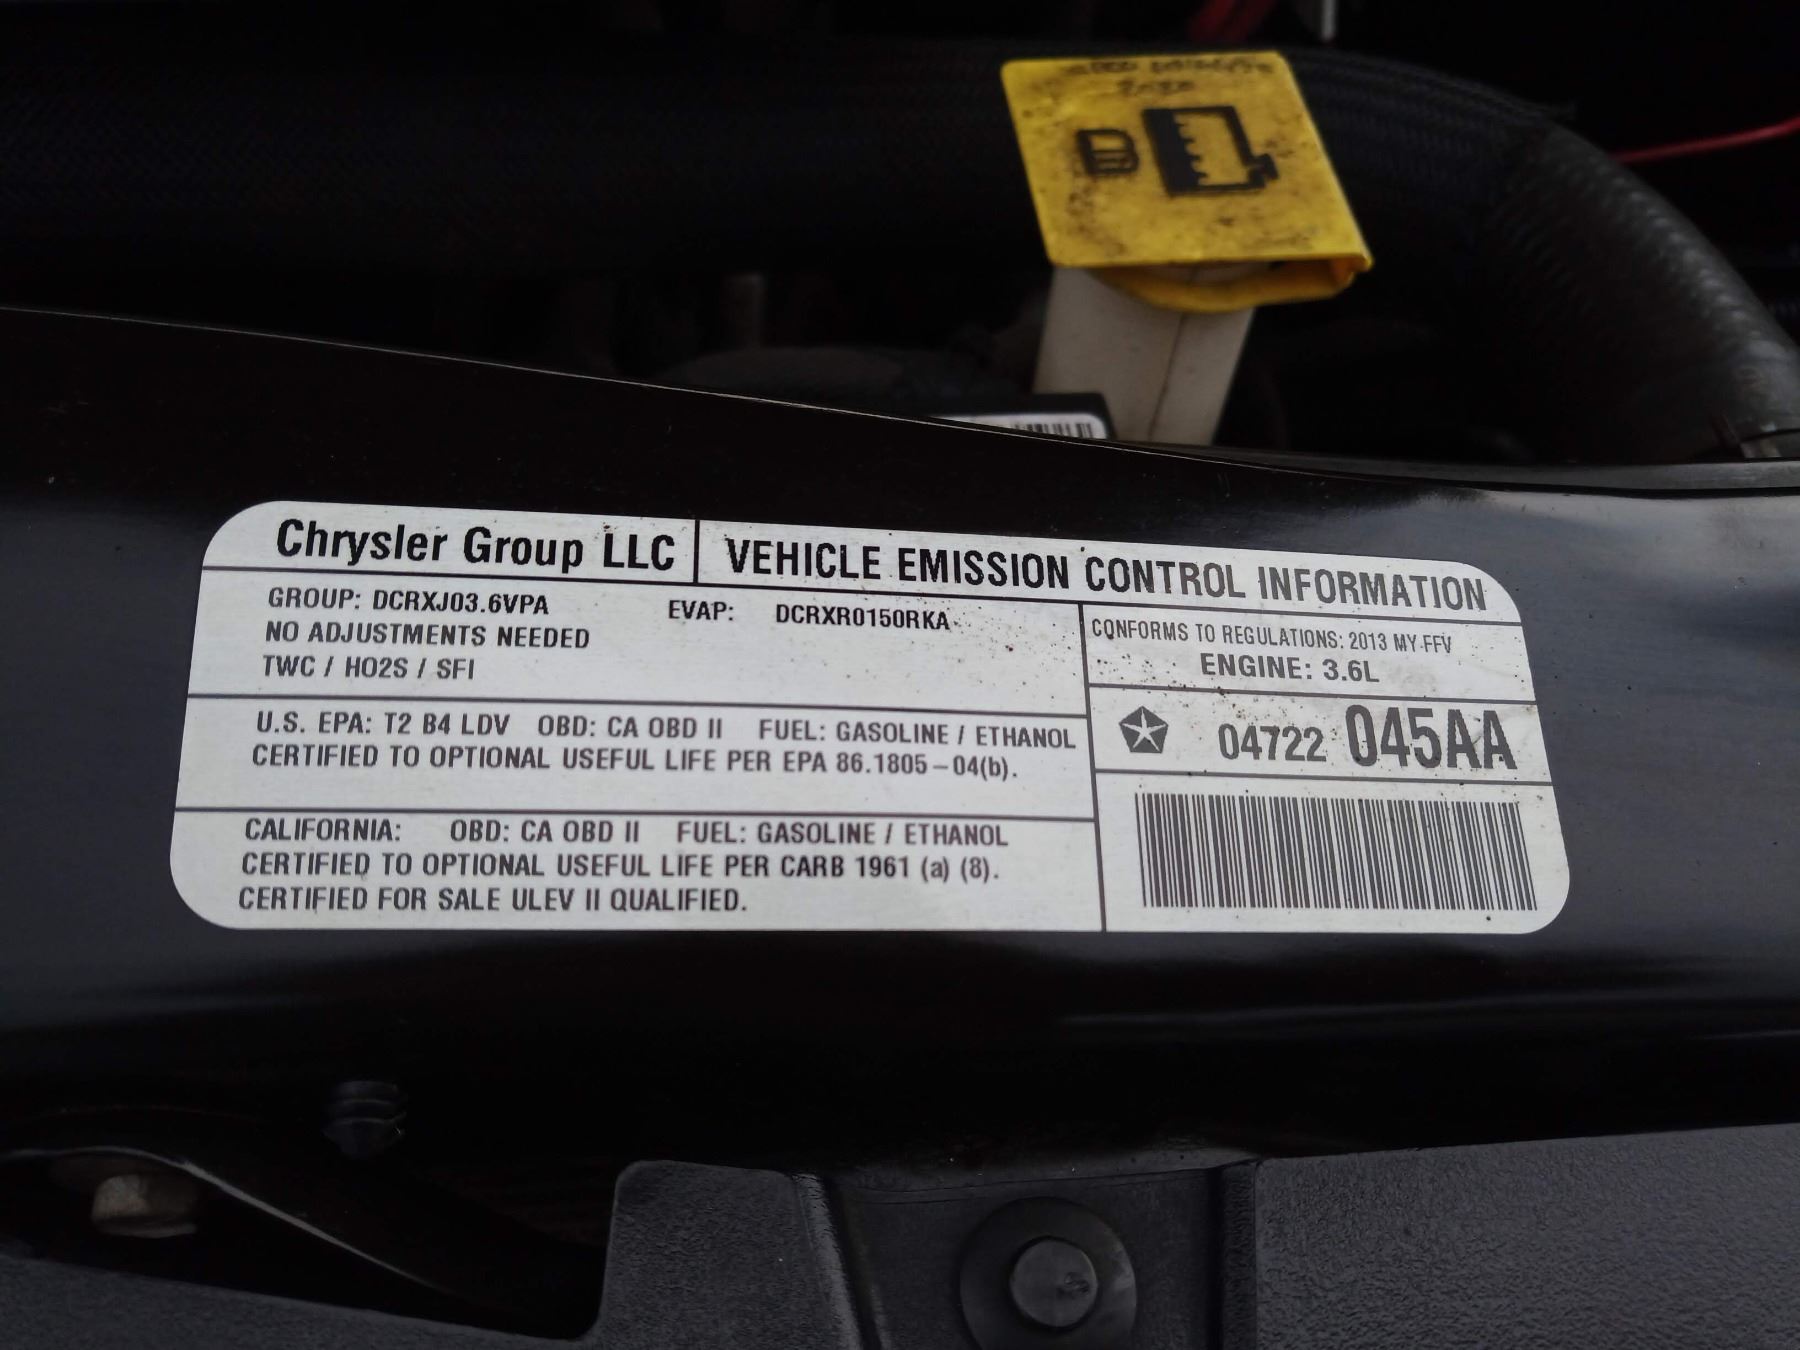 Chrysler Group LLC
VEHICLE EMISSION CONTROL INFORMATION
GROUP: DCRXJ03.6VPA EVAP: DCRXR0150RKA
NO ADJUSTMENTS NEEDED
TWC / HO2S / SFI
CONFORMS TO REGULATIONS: 2013 MY-FFV
ENGINE: 3.6L
U.S. EPA: T2 B4 LDV OBD: CA OBD II FUEL: GASOLINE / ETHANOL
CERTIFIED TO OPTIONAL USEFUL LIFE PER EPA 86.1805-04(b).
04722 045AA
CALIFORNIA: OBD: CA OBD II FUEL: GASOLINE / ETHANOL
CERTIFIED TO OPTIONAL USEFUL LIFE PER CARB 1961 (a) (8).
CERTIFIED FOR SALE ULEV II QUALIFIED.